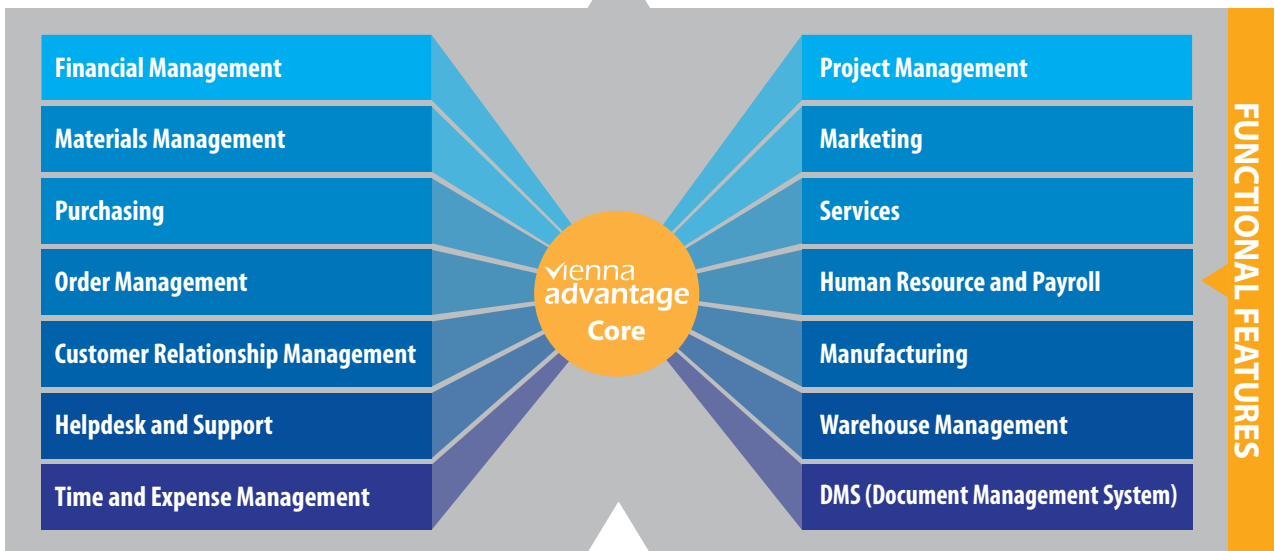 Financial Management
Materials Management
Purchasing
Order Management
Customer Relationship Management
Helpdesk and Support
Time and Expense Management
vienna
advantage
Core
Project Management
Marketing
Services
Human Resource and Payroll
Manufacturing
Warehouse Management
DMS (Document Management System)
FUNCTIONAL FEATURES